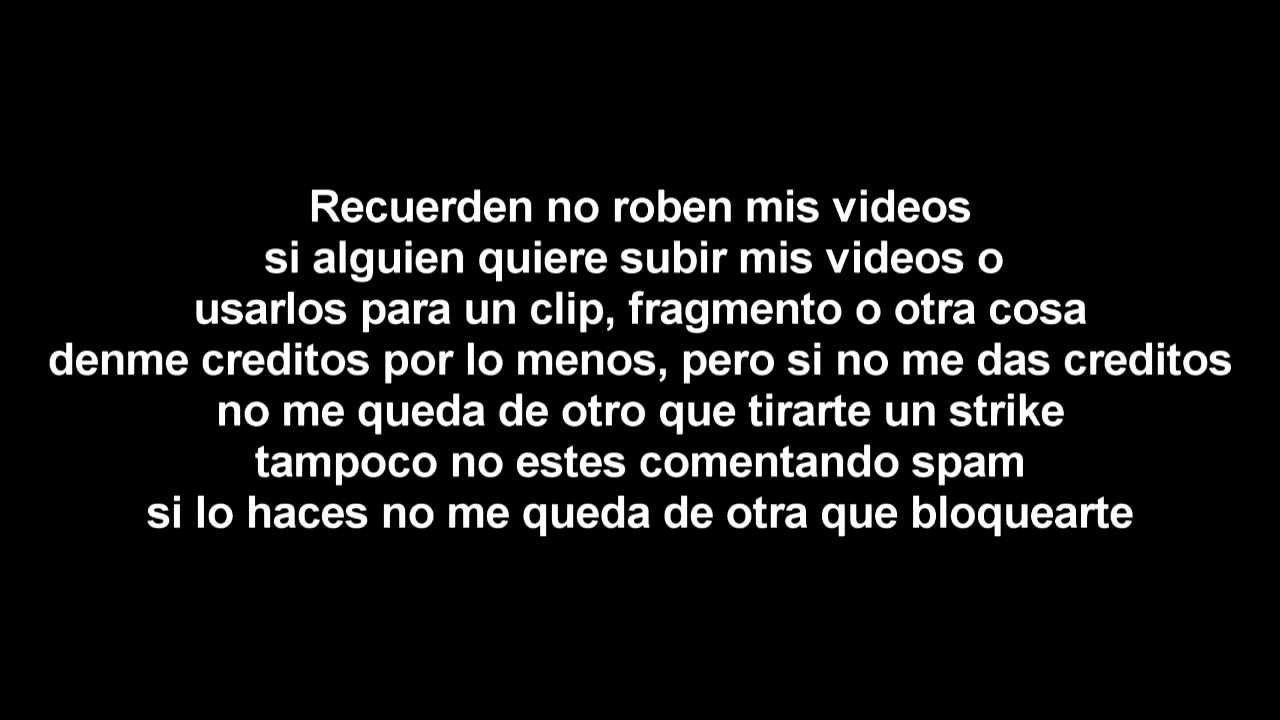 Recuerden no roben mis videos
si alguien quiere subir mis videos o
usarlos para un clip, fragmento o otra cosa
denme creditos por lo menos, pero si no me das creditos
no me queda de otro que tirarte un strike
tampoco no estes comentando spam
si lo haces no me queda de otra que bloquearte